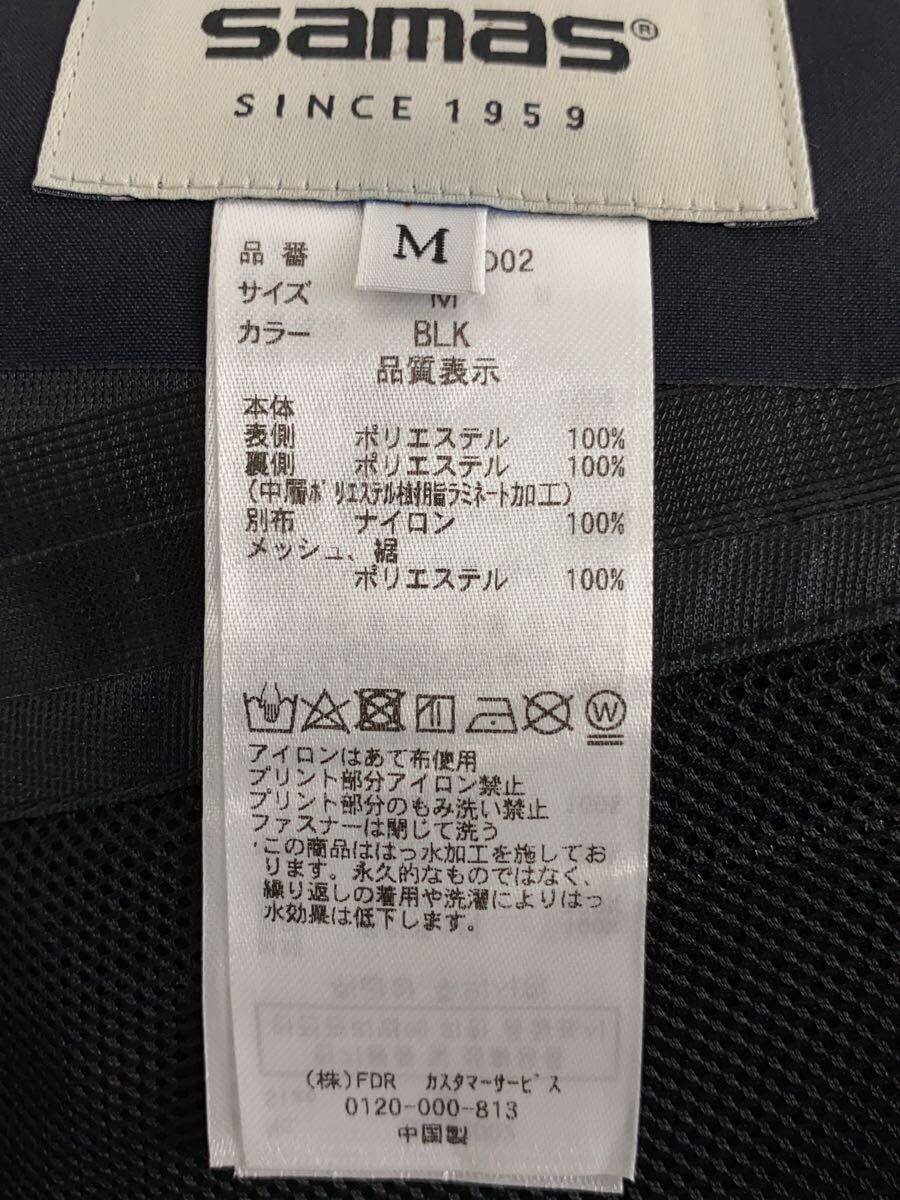 samas®
SINCE 1959
M
品番 D02
サイズ M
カラー BLK
品質表示
本体
表側 ポリエステル 100%
裏側 ポリエステル 100%
(中層ポリエステル樹脂ラミネート加工)
別布 ナイロン 100%
メッシュ、裾
ポリエステル 100%
W
アイロンはあて布使用
プリント部分アイロン禁止
プリント部分のもみ洗い禁止
ファスナーは閉じて洗う
・この商品ははっ水加工を施してお
ります。永久的なものではなく、
繰り返しの着用や洗濯によりはっ
水効果は低下します。
(株)FDR カスタマーサービス
0120-000-813
中国製